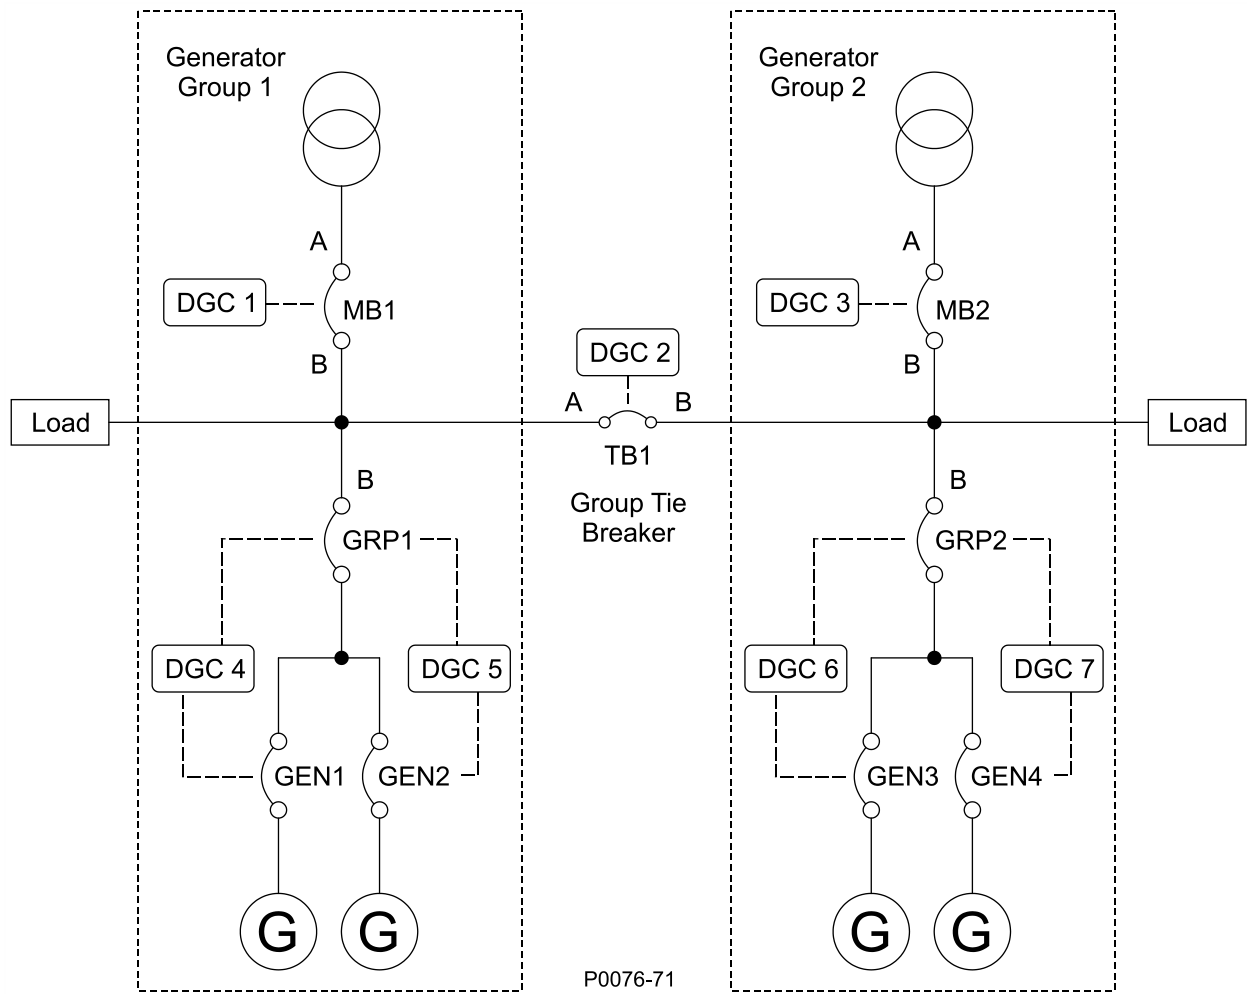 Generator
Group 1
Generator
Group 2
A
A
DGC 1
MB1
DGC 3
MB2
B
B
DGC 2
A
B
Load
Load
TB1
Group Tie
Breaker
B
B
GRP1
GRP2
DGC 4
DGC 5
DGC 6
DGC 7
GEN1
GEN2
GEN3
GEN4
G
G
G
G
P0076-71